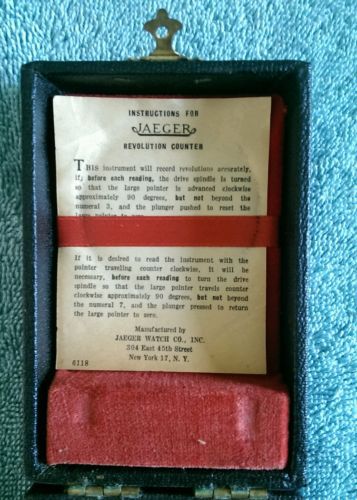 INSTRUCTIONS FOR
JAEGER
REVOLUTION COUNTER
THIS instrument will record revolutions accurately,
if, before each reading, the drive spindle is turned
so that the large pointer is advanced clockwise
approximately 90 degrees, but not beyond the
numeral 3, and the plunger pushed to reset the
large pointer to zero.
If it is desired to read the instrument with the
pointer traveling counter clockwise, it will be
necessary, before each reading to turn the drive
spindle so that the large pointer travels counter
clockwise approximately 90 degrees, but not beyond
the numeral 7, and the plunger pressed to return
the large pointer to zero.
Manufactured by
JAEGER WATCH CO., INC.
304 East 45th Street
New York 17, N. Y.
6118